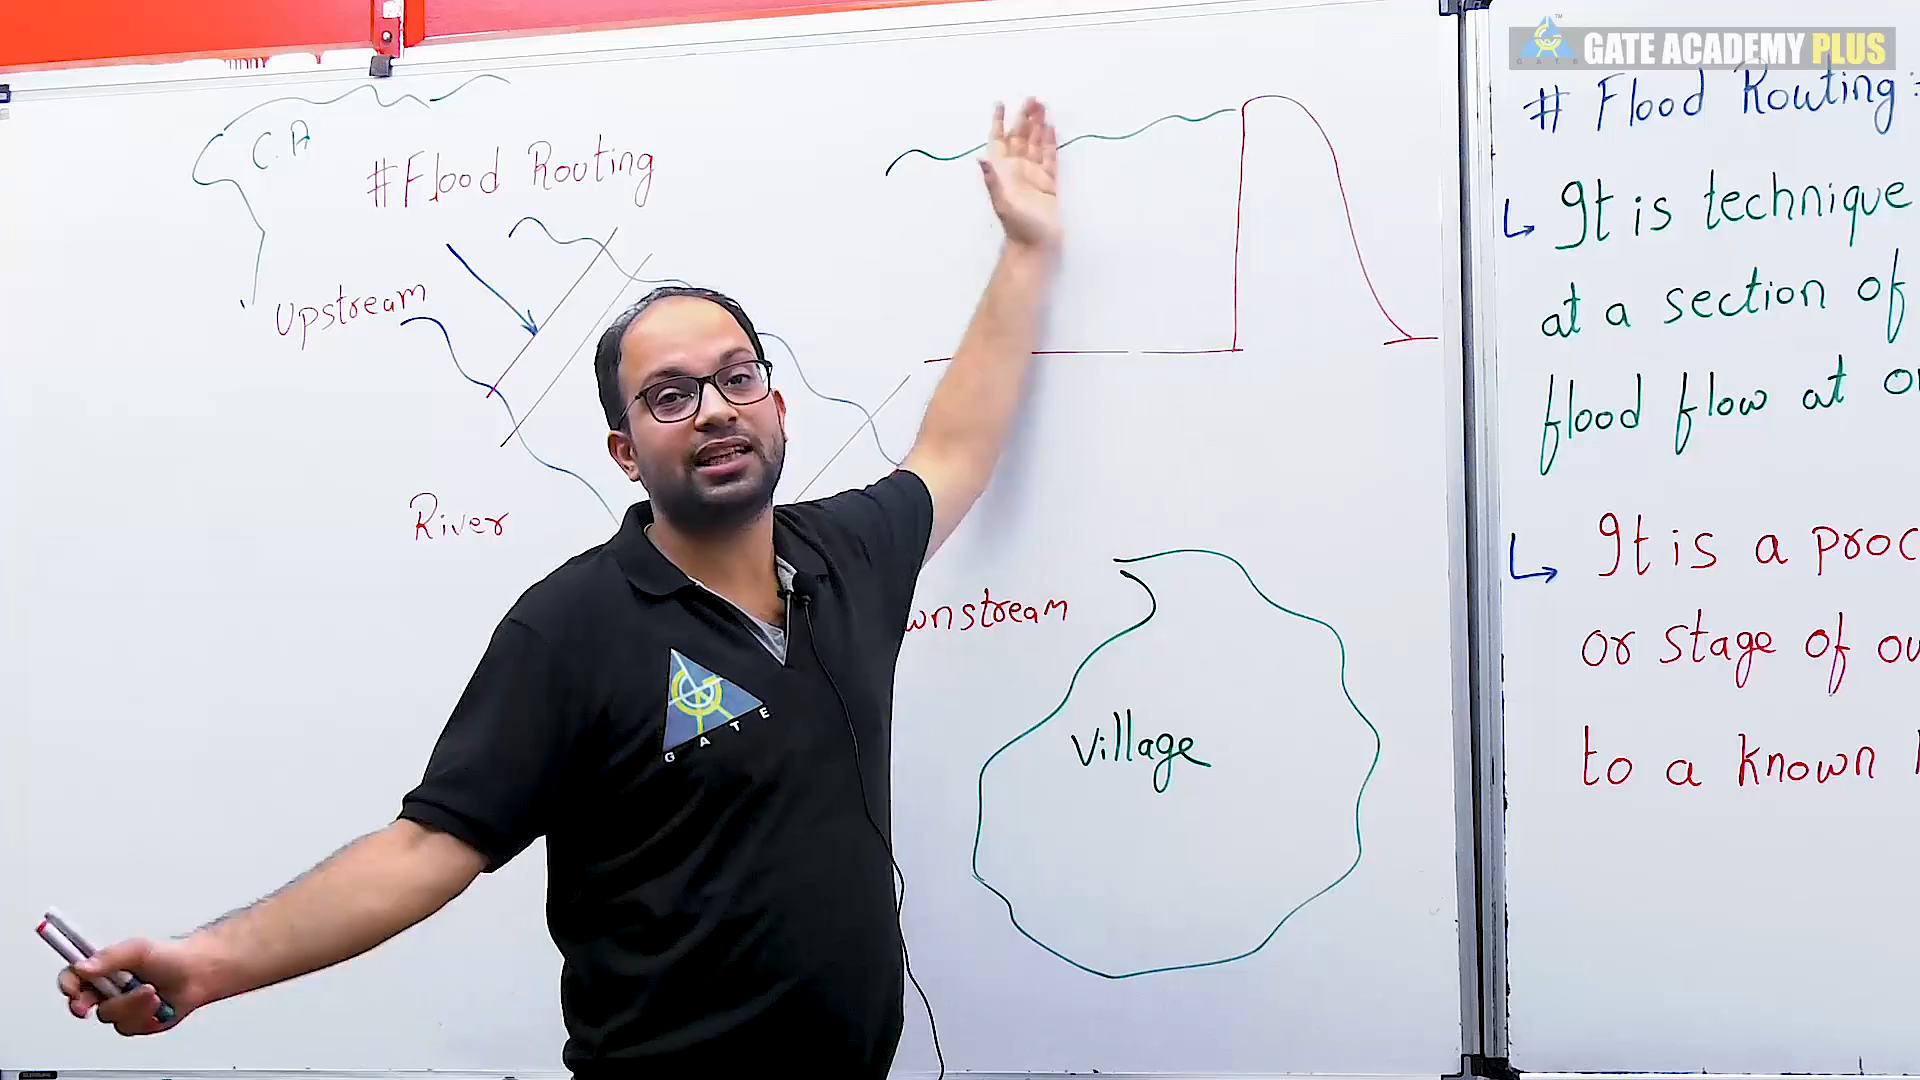 GATE ACADEMY PLUS
GATE
C.A
#Flood Routing
Upstream
River
wnstream
Village
GATE
# Flood Routing:
It is technique
at a section of
flood flow at
It is a proc
or stage of ou
to a known